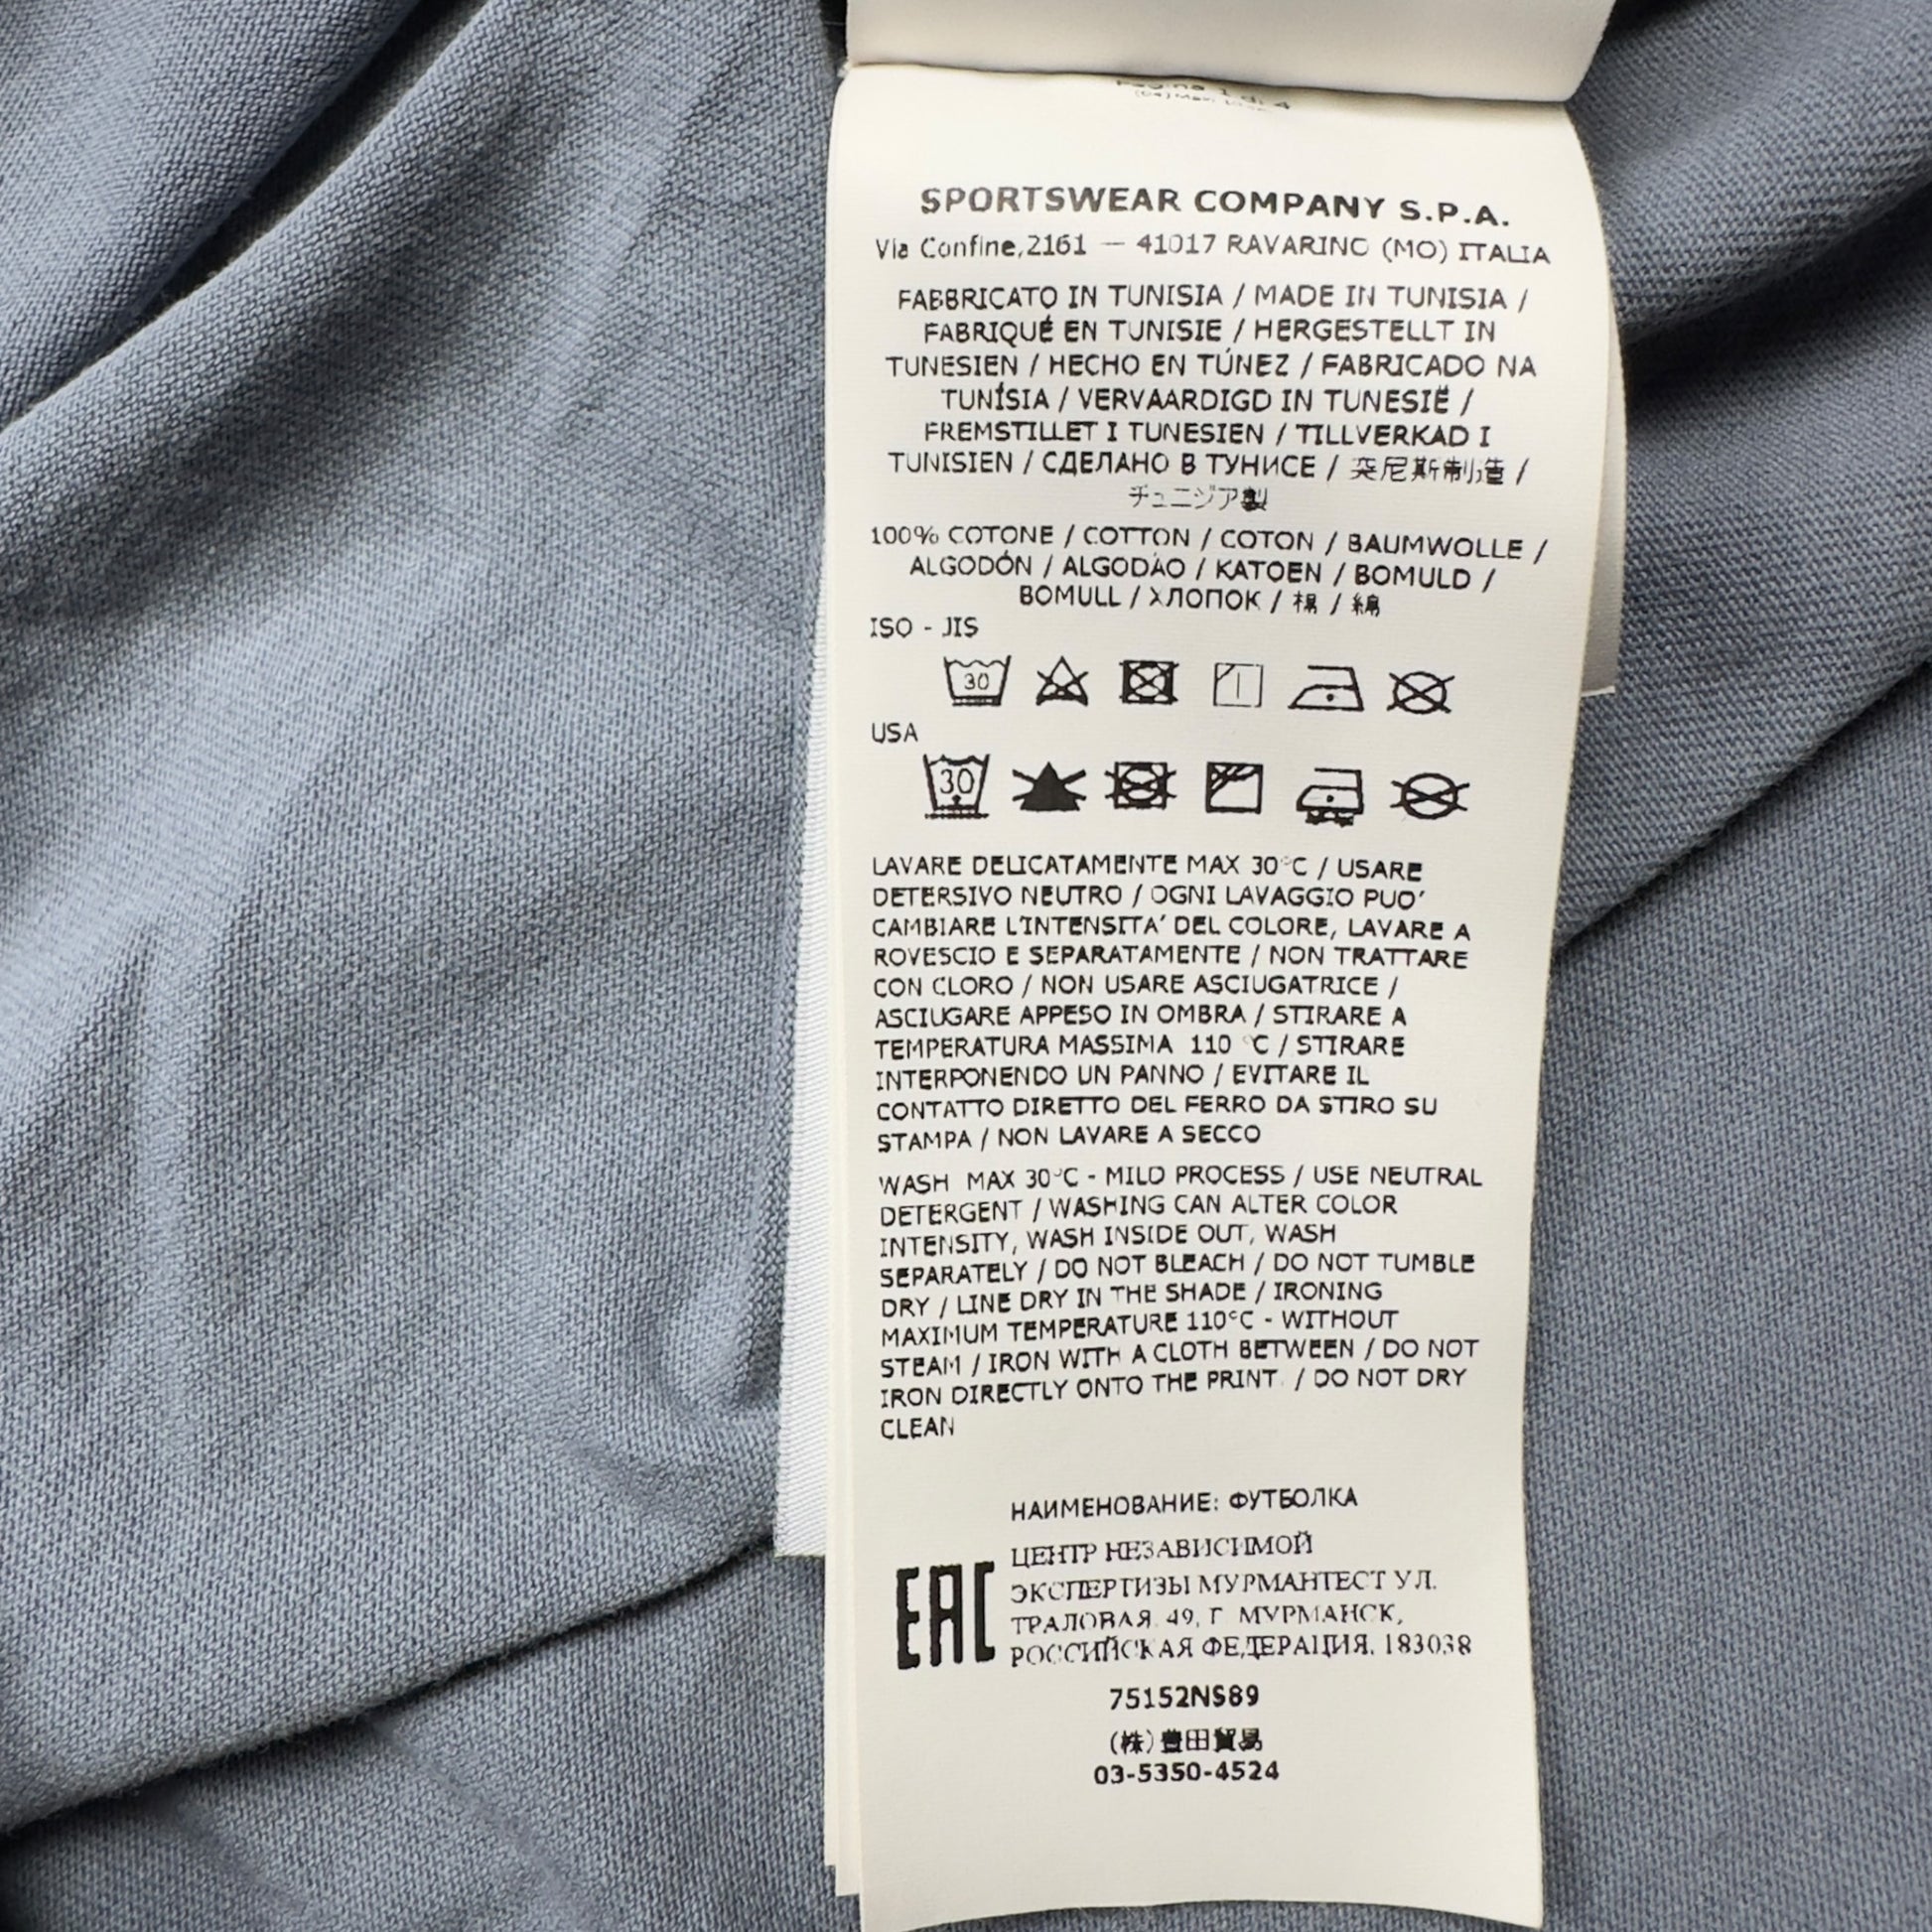 Pagina 1 di 4
SPORTSWEAR COMPANY S.P.A.
Via Confine,2161 — 41017 RAVARINO (MO) ITALIA
FABBRICATO IN TUNISIA / MADE IN TUNISIA /
FABRIQUÉ EN TUNISIE / HERGESTELLT IN
TUNESIEN / HECHO EN TÚNEZ / FABRICADO NA
TUNÍSIA / VERVAARDIGD IN TUNESIË /
FREMSTILLET I TUNESIEN / TILLVERKAD I
TUNISIEN / СДЕЛАНО В ТУНИСЕ / 突尼斯制造 /
チュニジア製
100% COTONE / COTTON / COTON / BAUMWOLLE /
ALGODÓN / ALGODÃO / KATOEN / BOMULD /
BOMULL / ХЛОПОК / 棉 / 綿
ISO - JIS
30
USA
30
LAVARE DELICATAMENTE MAX 30°C / USARE
DETERSIVO NEUTRO / OGNI LAVAGGIO PUO'
CAMBIARE L'INTENSITA' DEL COLORE, LAVARE A
ROVESCIO E SEPARATAMENTE / NON TRATTARE
CON CLORO / NON USARE ASCIUGATRICE /
ASCIUGARE APPESO IN OMBRA / STIRARE A
TEMPERATURA MASSIMA 110 °C / STIRARE
INTERPONENDO UN PANNO / EVITARE IL
CONTATTO DIRETTO DEL FERRO DA STIRO SU
STAMPA / NON LAVARE A SECCO
WASH MAX 30°C - MILD PROCESS / USE NEUTRAL
DETERGENT / WASHING CAN ALTER COLOR
INTENSITY, WASH INSIDE OUT, WASH
SEPARATELY / DO NOT BLEACH / DO NOT TUMBLE
DRY / LINE DRY IN THE SHADE / IRONING
MAXIMUM TEMPERATURE 110°C - WITHOUT
STEAM / IRON WITH A CLOTH BETWEEN / DO NOT
IRON DIRECTLY ONTO THE PRINT. / DO NOT DRY
CLEAN
НАИМЕНОВАНИЕ: ФУТБОЛКА
EAC
ЦЕНТР НЕЗАВИСИМОЙ
ЭКСПЕРТИЗЫ МУРМАНТЕСТ УЛ.
ТРАЛОВАЯ, 49, Г. МУРМАНСК,
РОССИЙСКАЯ ФЕДЕРАЦИЯ, 183038
75152NS89
(株)豊田貿易
03-5350-4524